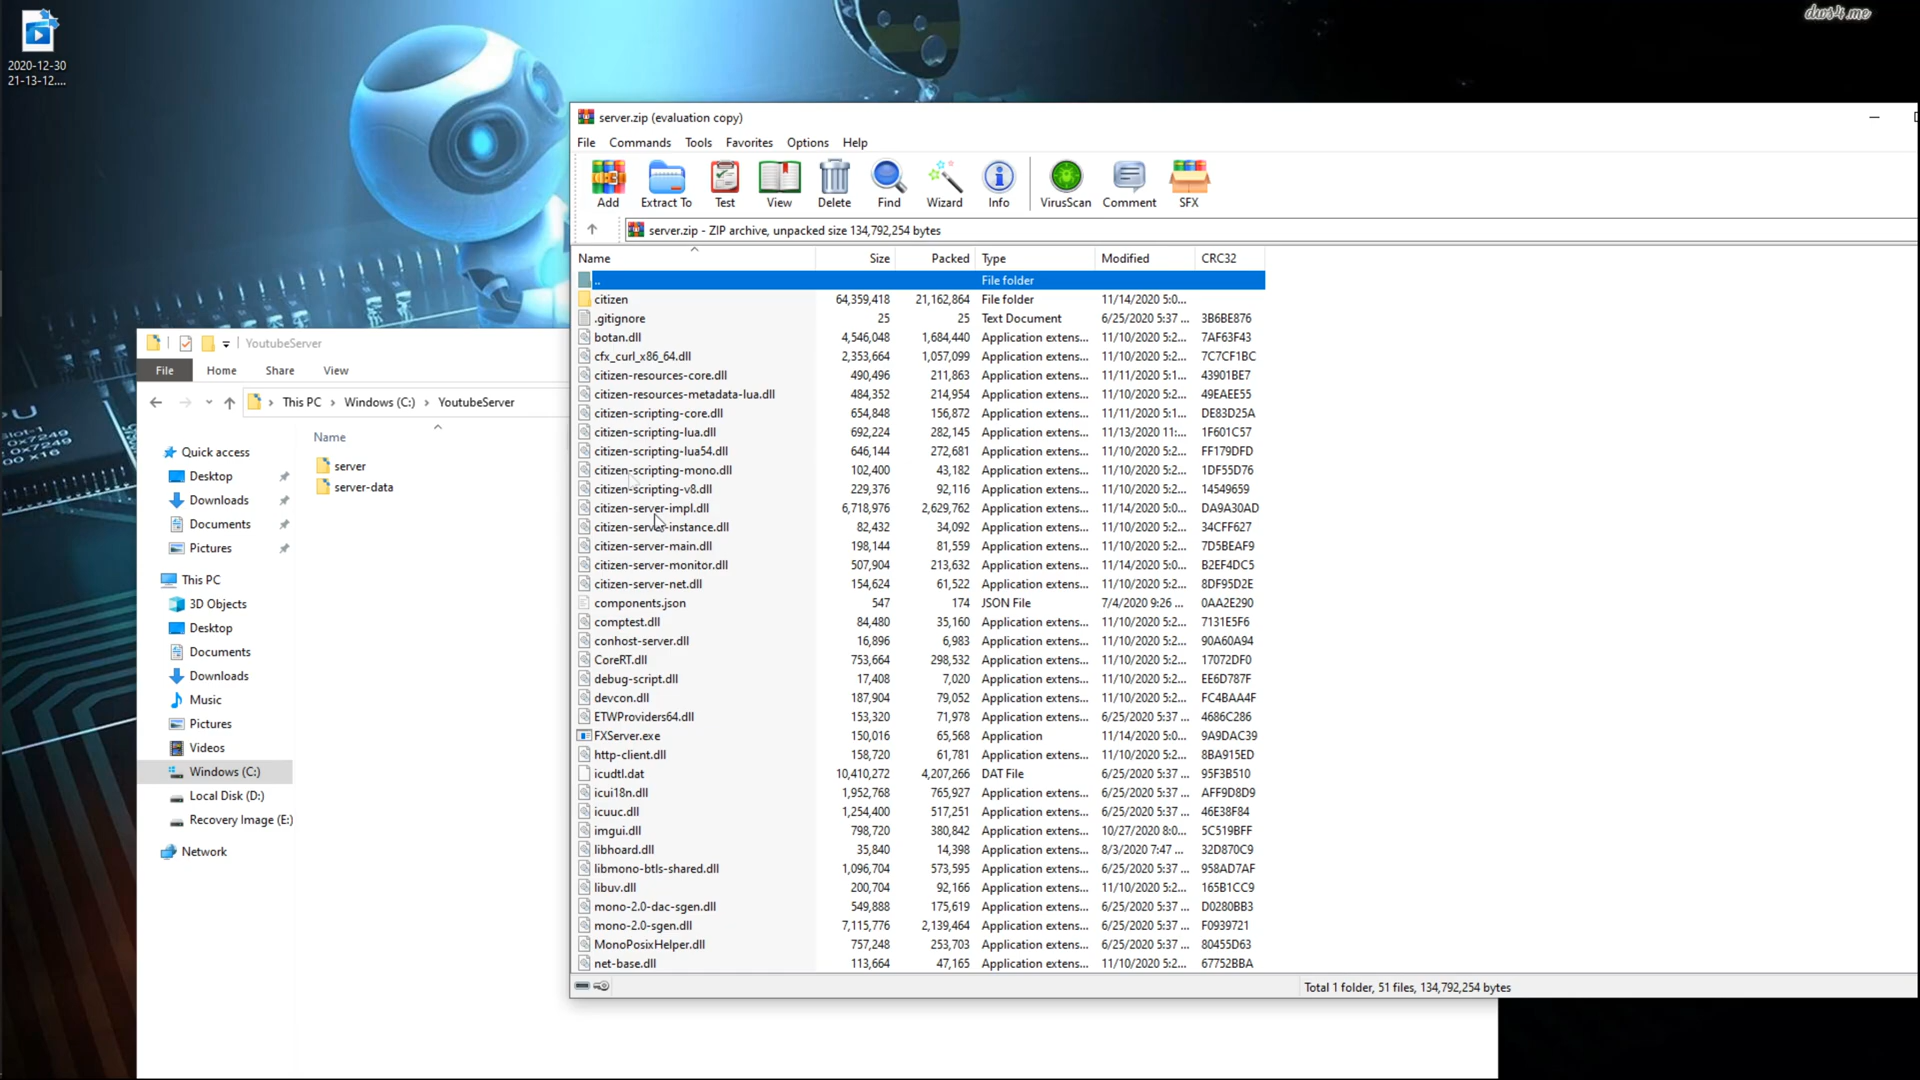 2020-12-30
21-13-12....
dws4.me
server.zip (evaluation copy)
File Commands Tools Favorites Options Help
Add Extract To Test View Delete Find Wizard Info VirusScan Comment SFX
server.zip - ZIP archive, unpacked size 134,792,254 bytes
Name Size Packed Type Modified CRC32
.. File folder
citizen 64,359,418 21,162,864 File folder 11/14/2020 5:0...
.gitignore 25 25 Text Document 6/25/2020 5:37 ... 3B6BE876
botan.dll 4,546,048 1,684,440 Application extens... 11/10/2020 5:2... 7AF63F43
cfx_curl_x86_64.dll 2,353,664 1,057,099 Application extens... 11/10/2020 5:2... 7C7CF1BC
citizen-resources-core.dll 490,496 211,863 Application extens... 11/11/2020 5:1... 43901BE7
citizen-resources-metadata-lua.dll 484,352 214,954 Application extens... 11/10/2020 5:2... 49EAEE55
citizen-scripting-core.dll 654,848 156,872 Application extens... 11/11/2020 5:1... DE83D25A
citizen-scripting-lua.dll 692,224 282,145 Application extens... 11/13/2020 11:... 1F601C57
citizen-scripting-lua54.dll 646,144 272,681 Application extens... 11/10/2020 5:2... FF179DFD
citizen-scripting-mono.dll 102,400 43,182 Application extens... 11/10/2020 5:2... 1DF55D76
citizen-scripting-v8.dll 229,376 92,116 Application extens... 11/10/2020 5:2... 14549659
citizen-server-impl.dll 6,718,976 2,629,762 Application extens... 11/14/2020 5:0... DA9A30AD
citizen-server-instance.dll 82,432 34,092 Application extens... 11/10/2020 5:2... 34CFF627
citizen-server-main.dll 198,144 81,559 Application extens... 11/10/2020 5:2... 7D5BEAF9
citizen-server-monitor.dll 507,904 213,632 Application extens... 11/14/2020 5:0... B2EF4DC5
citizen-server-net.dll 154,624 61,522 Application extens... 11/10/2020 5:2... 8DF95D2E
components.json 547 174 JSON File 7/4/2020 9:26 ... 0AA2E290
comptest.dll 84,480 35,160 Application extens... 11/10/2020 5:2... 7131E5F6
conhost-server.dll 16,896 6,983 Application extens... 11/10/2020 5:2... 90A60A94
CoreRT.dll 753,664 298,532 Application extens... 11/10/2020 5:2... 17072DF0
debug-script.dll 17,408 7,020 Application extens... 11/10/2020 5:2... EE6D787F
devcon.dll 187,904 79,052 Application extens... 11/10/2020 5:2... FC4BAA4F
ETWProviders64.dll 153,320 71,978 Application extens... 6/25/2020 5:37 ... 4686C286
FXServer.exe 150,016 65,568 Application 11/14/2020 5:0... 9A9DAC39
http-client.dll 158,720 61,781 Application extens... 11/10/2020 5:2... 8BA915ED
icudtl.dat 10,410,272 4,207,266 DAT File 6/25/2020 5:37 ... 95F3B510
icui18n.dll 1,952,768 765,927 Application extens... 6/25/2020 5:37 ... AFF9D8D9
icuuc.dll 1,254,400 517,251 Application extens... 6/25/2020 5:37 ... 46E38F84
imgui.dll 798,720 380,842 Application extens... 10/27/2020 8:0... 5C519BFF
libhoard.dll 35,840 14,398 Application extens... 8/3/2020 7:47 ... 32D870C9
libmono-btls-shared.dll 1,096,704 573,595 Application extens... 6/25/2020 5:37 ... 958AD7AF
libuv.dll 200,704 92,166 Application extens... 11/10/2020 5:2... 165B1CC9
mono-2.0-dac-sgen.dll 549,888 175,619 Application extens... 6/25/2020 5:37 ... D0280BB3
mono-2.0-sgen.dll 7,115,776 2,139,464 Application extens... 6/25/2020 5:37 ... F0939721
MonoPosixHelper.dll 757,248 253,703 Application extens... 6/25/2020 5:37 ... 80455D63
net-base.dll 113,664 47,165 Application extens... 11/10/2020 5:2... 67752BBA
Total 1 folder, 51 files, 134,792,254 bytes
YoutubeServer
File Home Share View
This PC Windows (C:) YoutubeServer
Name
server
server-data
Quick access
Desktop
Downloads
Documents
Pictures
This PC
3D Objects
Desktop
Documents
Downloads
Music
Pictures
Videos
Windows (C:)
Local Disk (D:)
Recovery Image (E:)
Network
slot-1
0x7249
00 x16